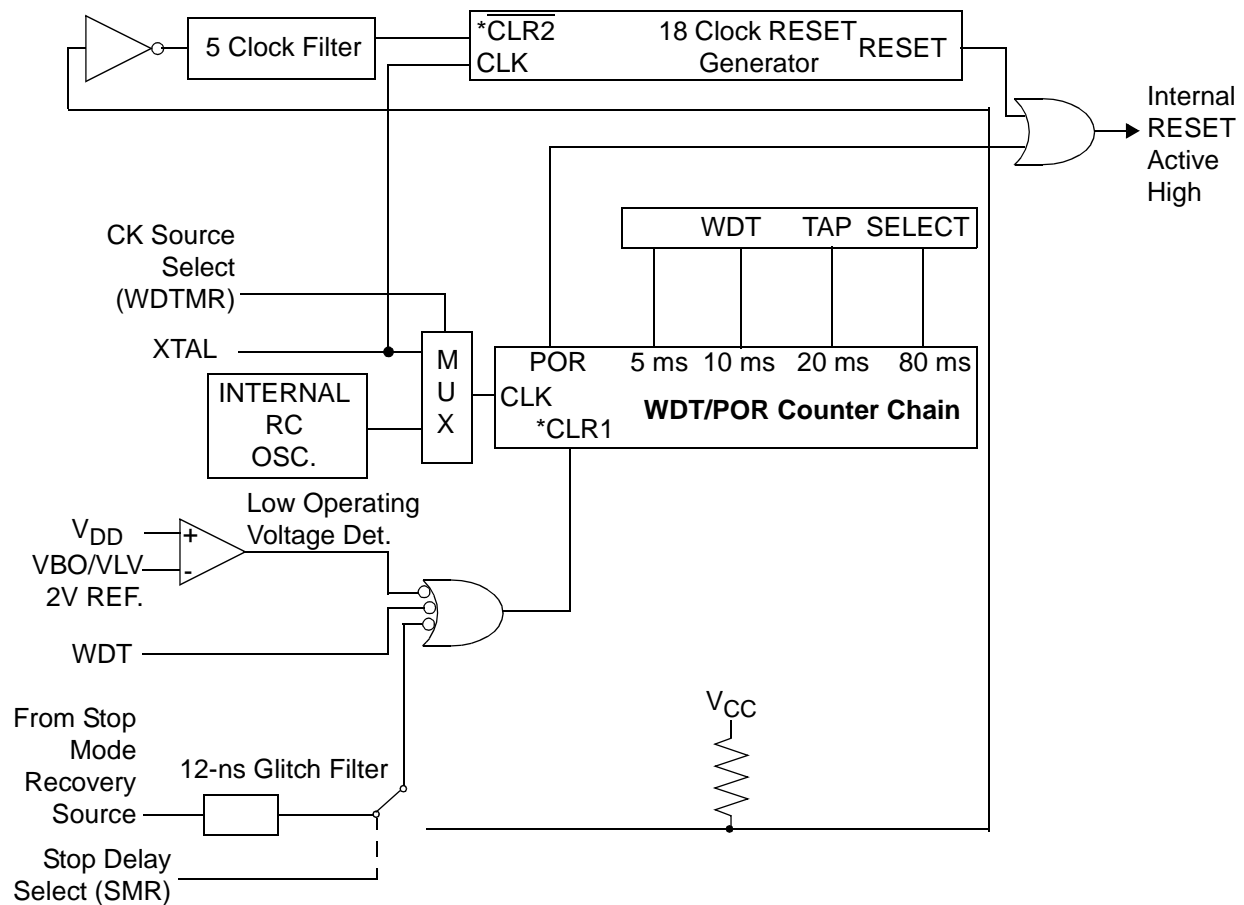 5 Clock Filter
*CLR2
CLK
18 Clock RESET
Generator
RESET
Internal
RESET
Active
High
WDT TAP SELECT
CK Source
Select
(WDTMR)
XTAL
INTERNAL
RC
OSC.
M
U
X
POR 5 ms 10 ms 20 ms 80 ms
CLK
WDT/POR Counter Chain
*CLR1
Low Operating
Voltage Det.
VDD
+
VBO/VLV
-
2V REF.
WDT
From Stop
Mode
Recovery
Source
12-ns Glitch Filter
VCC
Stop Delay
Select (SMR)